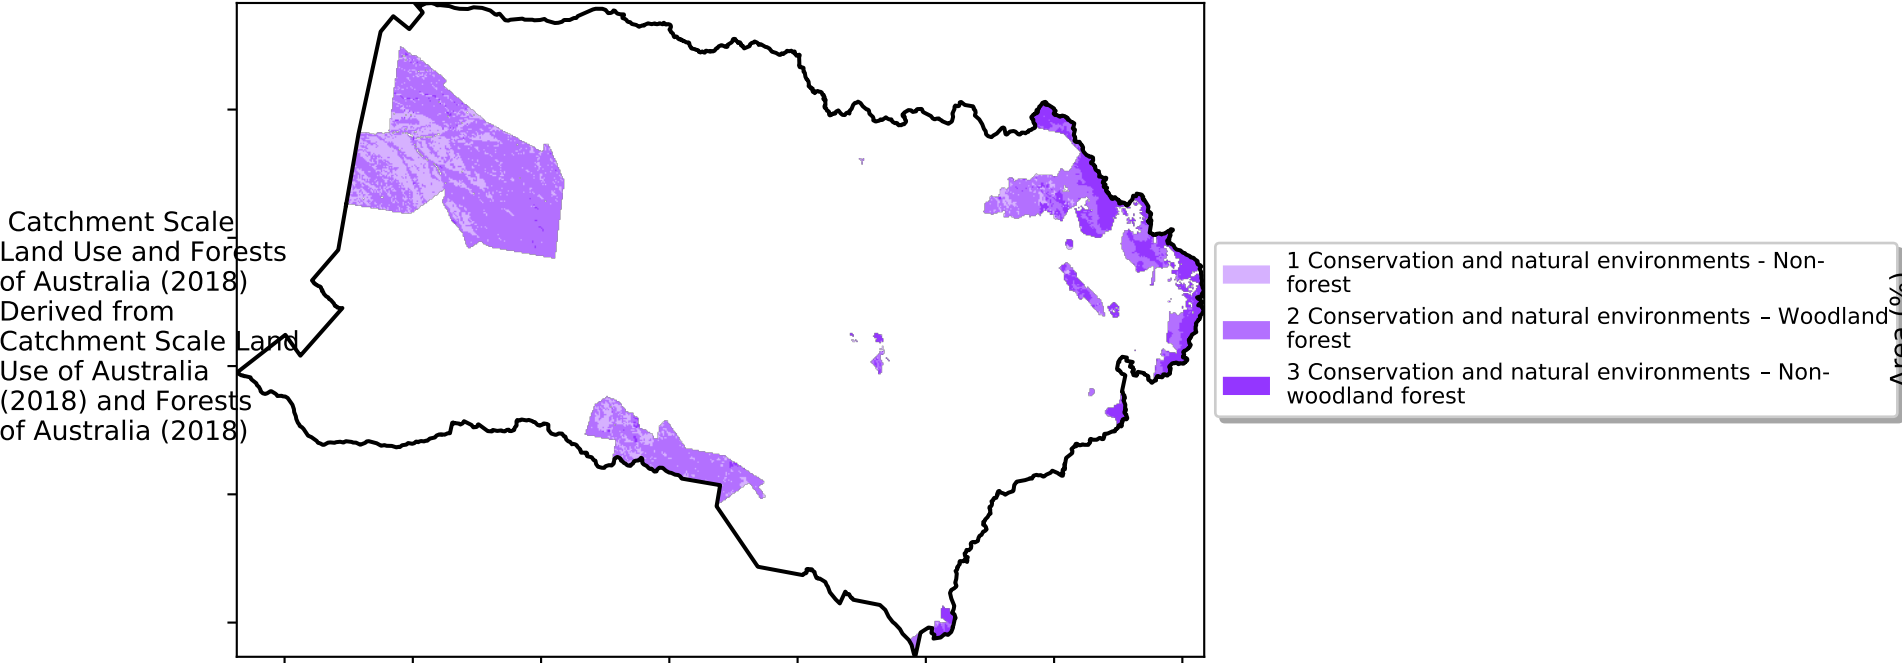 Catchment Scale
Land Use and Forests
of Australia (2018)
Derived from
Catchment Scale Land
Use of Australia
(2018) and Forests
of Australia (2018)
1 Conservation and natural environments - Non-
forest
2 Conservation and natural environments – Woodland
forest
3 Conservation and natural environments – Non-
woodland forest
Area (%)